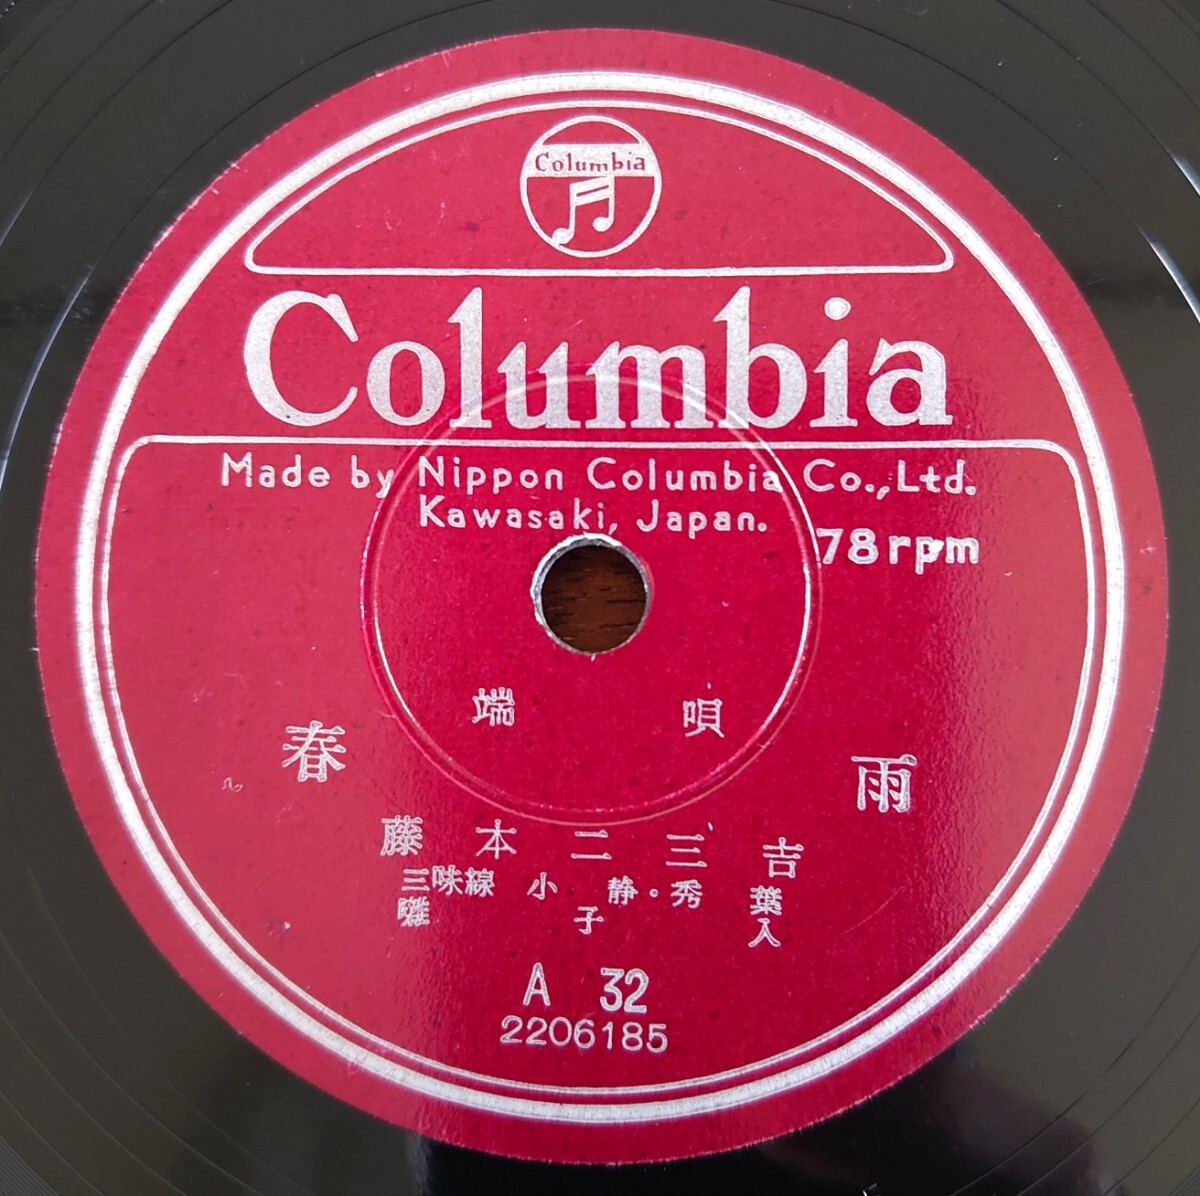 Columbia
Columbia
Made by Nippon Columbia Co., Ltd.
Kawasaki, Japan.
78rpm
端唄
春雨
藤本二三吉
三味線 小静・秀葉
囃子入
A 32
2206185